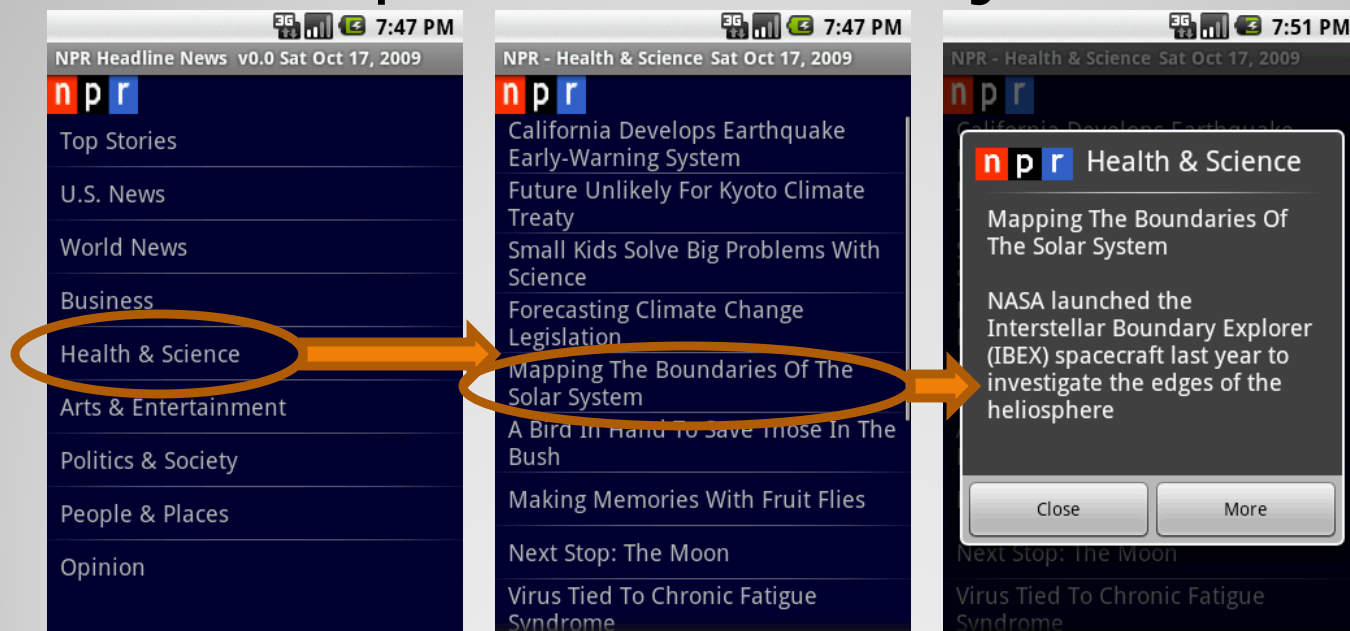 3G 7:47 PM
NPR Headline News v0.0 Sat Oct 17, 2009
n p r
Top Stories
U.S. News
World News
Business
Health & Science
Arts & Entertainment
Politics & Society
People & Places
Opinion
3G 7:47 PM
NPR - Health & Science Sat Oct 17, 2009
n p r
California Develops Earthquake
Early-Warning System
Future Unlikely For Kyoto Climate
Treaty
Small Kids Solve Big Problems With
Science
Forecasting Climate Change
Legislation
Mapping The Boundaries Of The
Solar System
A Bird In Hand To Save Those In The
Bush
Making Memories With Fruit Flies
Next Stop: The Moon
Virus Tied To Chronic Fatigue
Syndrome
3G 7:51 PM
NPR - Health & Science Sat Oct 17, 2009
n p r
California Develops Earthquake
n p r Health & Science
Mapping The Boundaries Of
The Solar System
NASA launched the
Interstellar Boundary Explorer
(IBEX) spacecraft last year to
investigate the edges of the
heliosphere
Close More
Next Stop: The Moon
Virus Tied To Chronic Fatigue
Syndrome